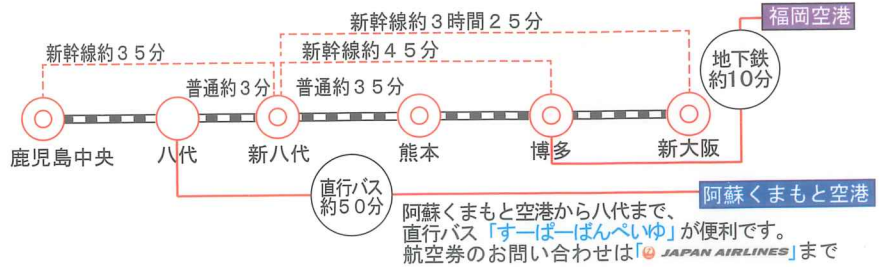 福岡空港
新幹線約3時間25分
新幹線約35分
新幹線約45分
地下鉄
約10分
普通約3分
普通約35分
鹿児島中央
八代
新八代
熊本
博多
新大阪
直行バス
約50分
阿蘇くまもと空港
阿蘇くまもと空港から八代まで、
直行バス「すーぱーばんぺいゆ」が便利です。
航空券のお問い合わせは「JAPAN AIRLINES」まで